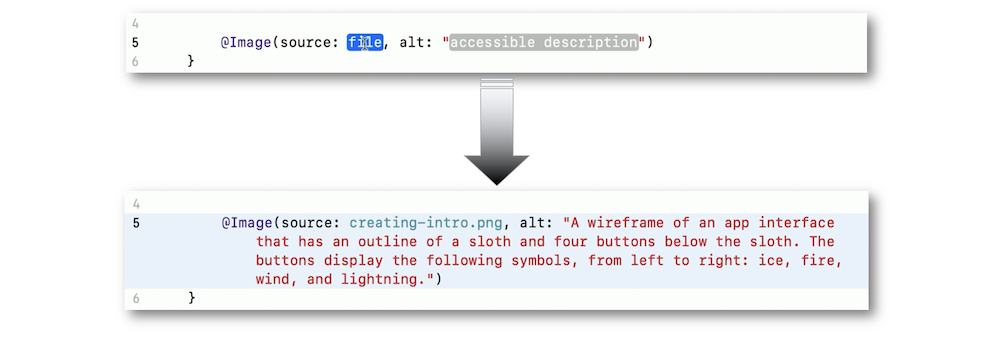 4
5 @Image(source: file, alt: "accessible description")
6 }
4
5 @Image(source: creating-intro.png, alt: "A wireframe of an app interface
that has an outline of a sloth and four buttons below the sloth. The
buttons display the following symbols, from left to right: ice, fire,
wind, and lightning.")
6 }